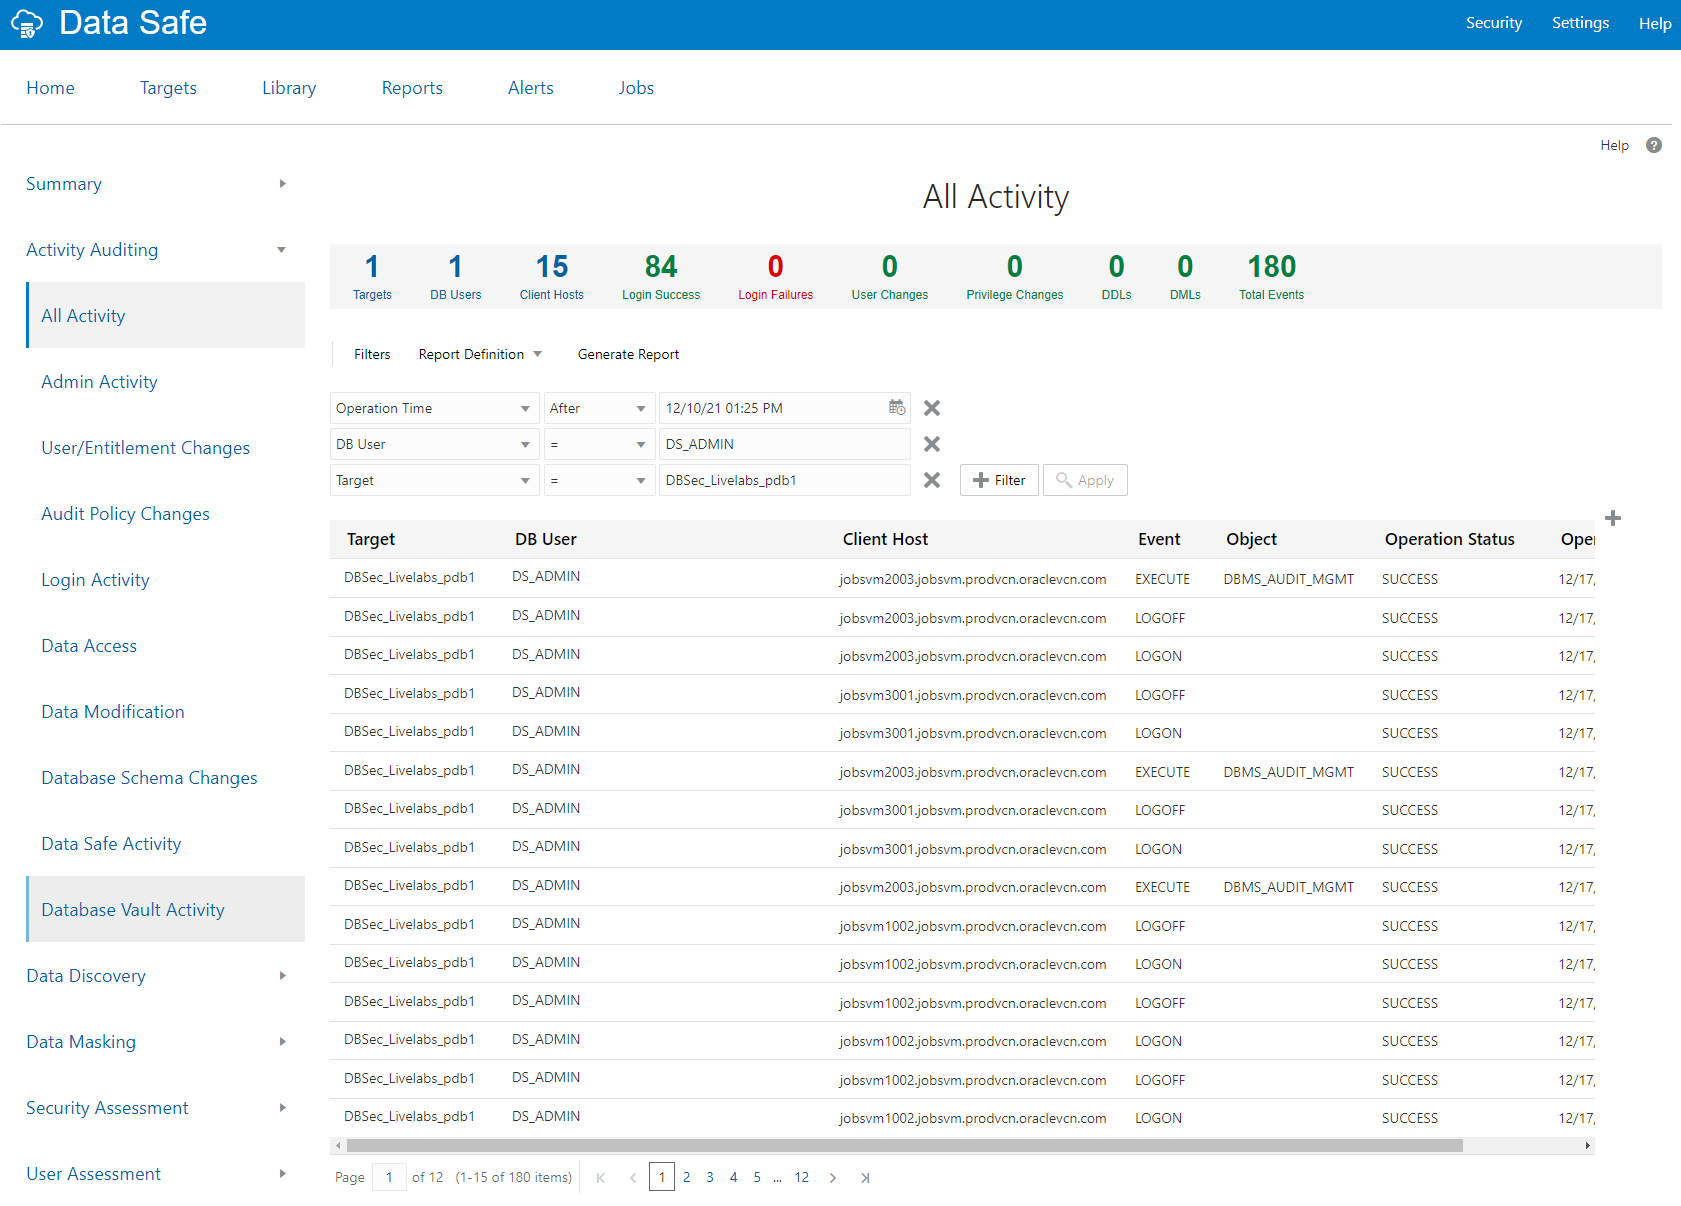 Data Safe
Security Settings Help
Home Targets Library Reports Alerts Jobs
Help ?
Summary
Activity Auditing
All Activity
Admin Activity
User/Entitlement Changes
Audit Policy Changes
Login Activity
Data Access
Data Modification
Database Schema Changes
Data Safe Activity
Database Vault Activity
Data Discovery
Data Masking
Security Assessment
User Assessment
All Activity
1 1 15 84 0 0 0 0 0 180
Targets DB Users Client Hosts Login Success Login Failures User Changes Privilege Changes DDLs DMLs Total Events
Filters Report Definition Generate Report
Operation Time After 12/10/21 01:25 PM
DB User = DS_ADMIN
Target = DBSec_Livelabs_pdb1 Filter Apply
Target DB User Client Host Event Object Operation Status Oper
DBSec_Livelabs_pdb1 DS_ADMIN jobsvm2003.jobsvm.prodvcn.oraclevcn.com EXECUTE DBMS_AUDIT_MGMT SUCCESS 12/17,
DBSec_Livelabs_pdb1 DS_ADMIN jobsvm2003.jobsvm.prodvcn.oraclevcn.com LOGOFF SUCCESS 12/17,
DBSec_Livelabs_pdb1 DS_ADMIN jobsvm2003.jobsvm.prodvcn.oraclevcn.com LOGON SUCCESS 12/17,
DBSec_Livelabs_pdb1 DS_ADMIN jobsvm3001.jobsvm.prodvcn.oraclevcn.com LOGOFF SUCCESS 12/17,
DBSec_Livelabs_pdb1 DS_ADMIN jobsvm3001.jobsvm.prodvcn.oraclevcn.com LOGON SUCCESS 12/17,
DBSec_Livelabs_pdb1 DS_ADMIN jobsvm2003.jobsvm.prodvcn.oraclevcn.com EXECUTE DBMS_AUDIT_MGMT SUCCESS 12/17,
DBSec_Livelabs_pdb1 DS_ADMIN jobsvm3001.jobsvm.prodvcn.oraclevcn.com LOGOFF SUCCESS 12/17,
DBSec_Livelabs_pdb1 DS_ADMIN jobsvm3001.jobsvm.prodvcn.oraclevcn.com LOGON SUCCESS 12/17,
DBSec_Livelabs_pdb1 DS_ADMIN jobsvm2003.jobsvm.prodvcn.oraclevcn.com EXECUTE DBMS_AUDIT_MGMT SUCCESS 12/17,
DBSec_Livelabs_pdb1 DS_ADMIN jobsvm1002.jobsvm.prodvcn.oraclevcn.com LOGOFF SUCCESS 12/17,
DBSec_Livelabs_pdb1 DS_ADMIN jobsvm1002.jobsvm.prodvcn.oraclevcn.com LOGON SUCCESS 12/17,
DBSec_Livelabs_pdb1 DS_ADMIN jobsvm1002.jobsvm.prodvcn.oraclevcn.com LOGOFF SUCCESS 12/17,
DBSec_Livelabs_pdb1 DS_ADMIN jobsvm1002.jobsvm.prodvcn.oraclevcn.com LOGON SUCCESS 12/17,
DBSec_Livelabs_pdb1 DS_ADMIN jobsvm1002.jobsvm.prodvcn.oraclevcn.com LOGOFF SUCCESS 12/17,
DBSec_Livelabs_pdb1 DS_ADMIN jobsvm1002.jobsvm.prodvcn.oraclevcn.com LOGON SUCCESS 12/17,
Page 1 of 12 (1-15 of 180 items) 1 2 3 4 5 ... 12